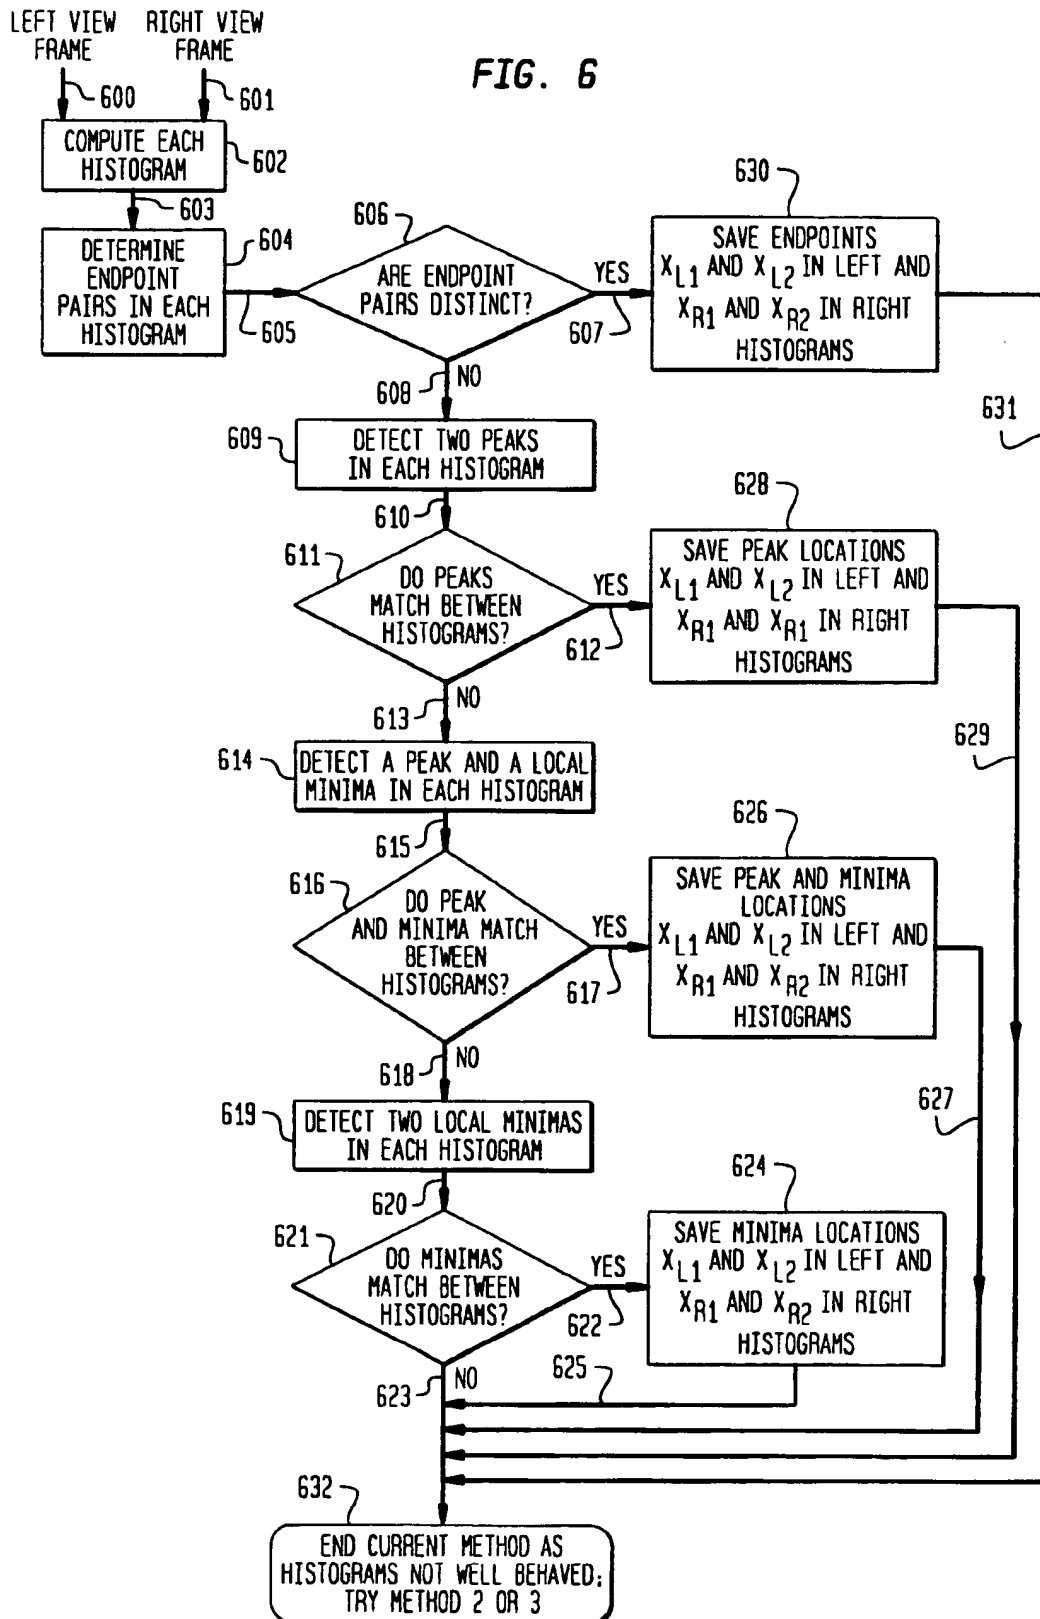 LEFT VIEW
FRAME
RIGHT VIEW
FRAME
FIG. 6
600
601
COMPUTE EACH
HISTOGRAM
602
603
DETERMINE
ENDPOINT
PAIRS IN EACH
HISTOGRAM
604
605
606
ARE ENDPOINT
PAIRS DISTINCT?
YES
607
630
SAVE ENDPOINTS
XL1 AND XL2 IN LEFT AND
XR1 AND XR2 IN RIGHT
HISTOGRAMS
631
608
NO
609
DETECT TWO PEAKS
IN EACH HISTOGRAM
610
611
DO PEAKS
MATCH BETWEEN
HISTOGRAMS?
YES
612
628
SAVE PEAK LOCATIONS
XL1 AND XL2 IN LEFT AND
XR1 AND XR1 IN RIGHT
HISTOGRAMS
629
613
NO
614
DETECT A PEAK AND A LOCAL
MINIMA IN EACH HISTOGRAM
615
616
DO PEAK
AND MINIMA MATCH
BETWEEN
HISTOGRAMS?
YES
617
626
SAVE PEAK AND MINIMA
LOCATIONS
XL1 AND XL2 IN LEFT AND
XR1 AND XR2 IN RIGHT
HISTOGRAMS
627
618
NO
619
DETECT TWO LOCAL MINIMAS
IN EACH HISTOGRAM
620
621
DO MINIMAS
MATCH BETWEEN
HISTOGRAMS?
YES
622
624
SAVE MINIMA LOCATIONS
XL1 AND XL2 IN LEFT AND
XR1 AND XR2 IN RIGHT
HISTOGRAMS
625
623
NO
632
END CURRENT METHOD AS
HISTOGRAMS NOT WELL BEHAVED;
TRY METHOD 2 OR 3